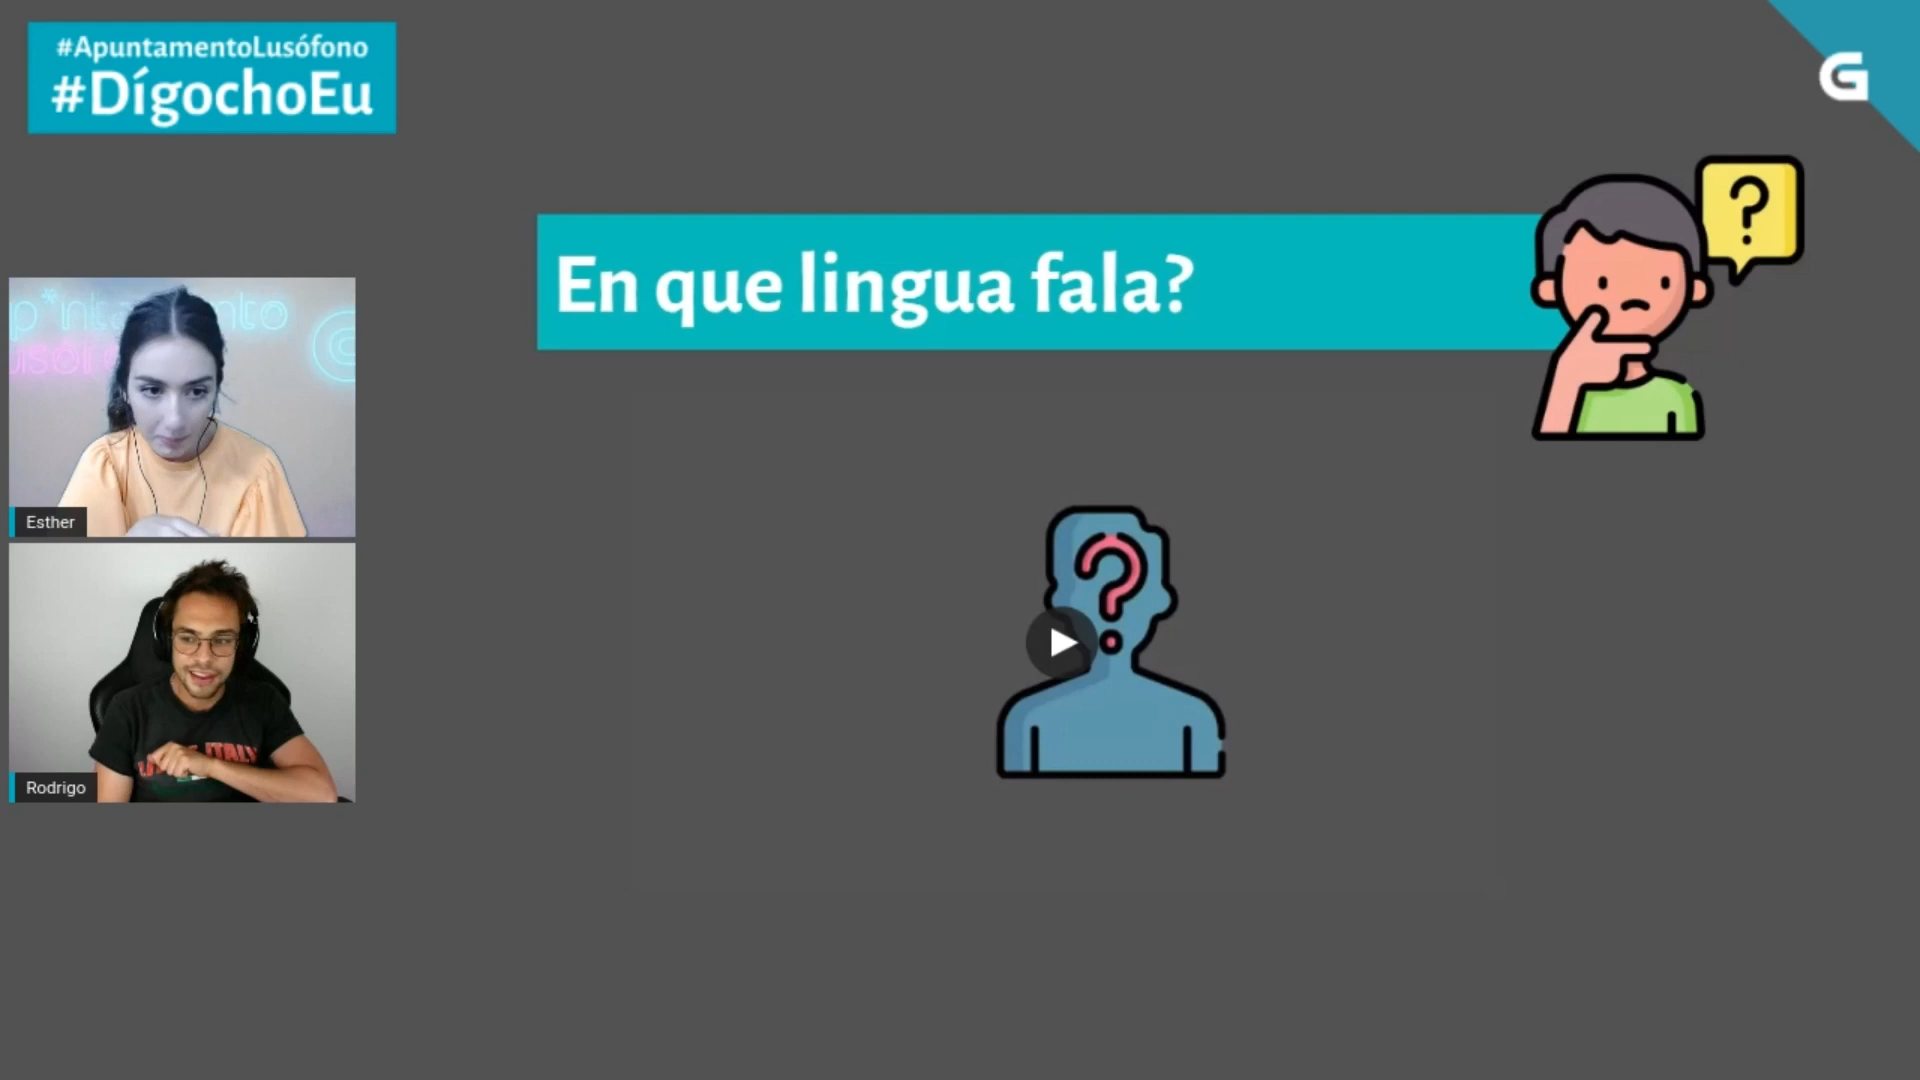 #ApuntamentoLusófono
#DígochoEu
En que lingua fala?
Esther
Rodrigo